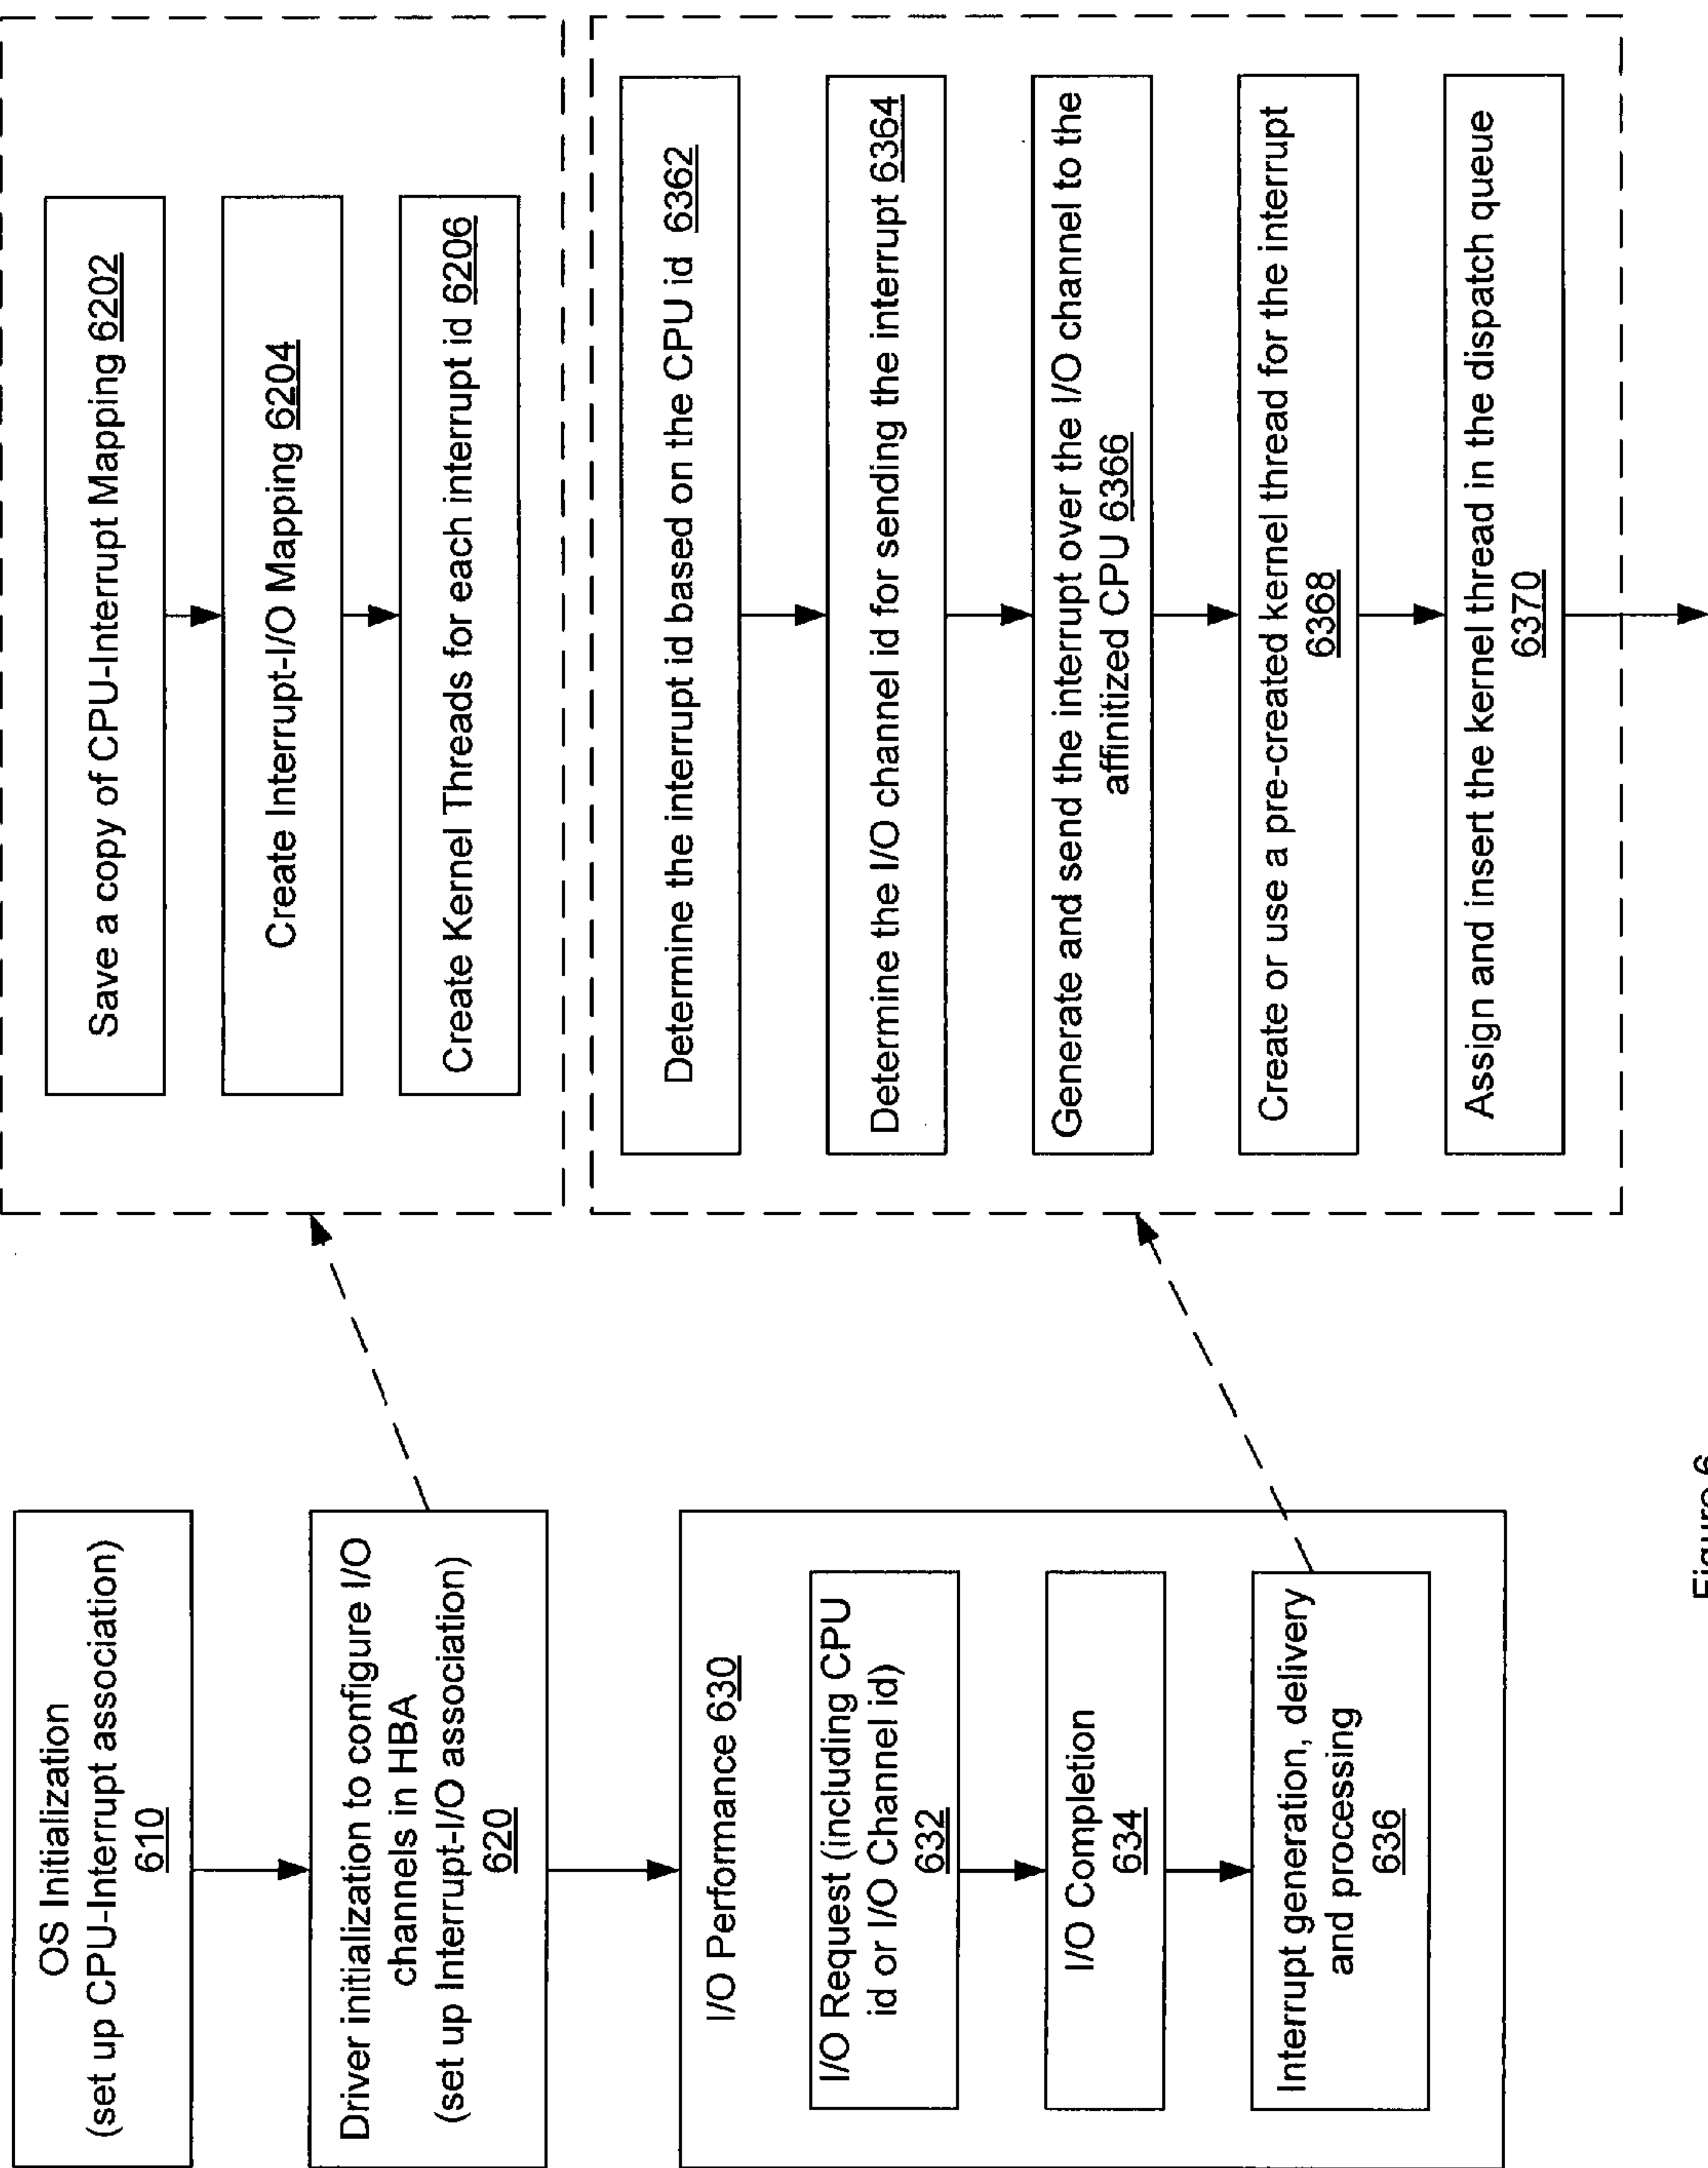 OS Initialization
(set up CPU-Interrupt association)
610
Driver initialization to configure I/O
channels in HBA
(set up Interrupt-I/O association)
620
I/O Performance 630
I/O Request (including CPU
id or I/O Channel id)
632
I/O Completion
634
Interrupt generation, delivery
and processing
636
Save a copy of CPU-Interrupt Mapping 6202
Create Interrupt-I/O Mapping 6204
Create Kernel Threads for each interrupt id 6206
Determine the interrupt id based on the CPU id 6362
Determine the I/O channel id for sending the interrupt 6364
Generate and send the interrupt over the I/O channel to the
affinitized CPU 6366
Create or use a pre-created kernel thread for the interrupt
6368
Assign and insert the kernel thread in the dispatch queue
6370
Figure 6